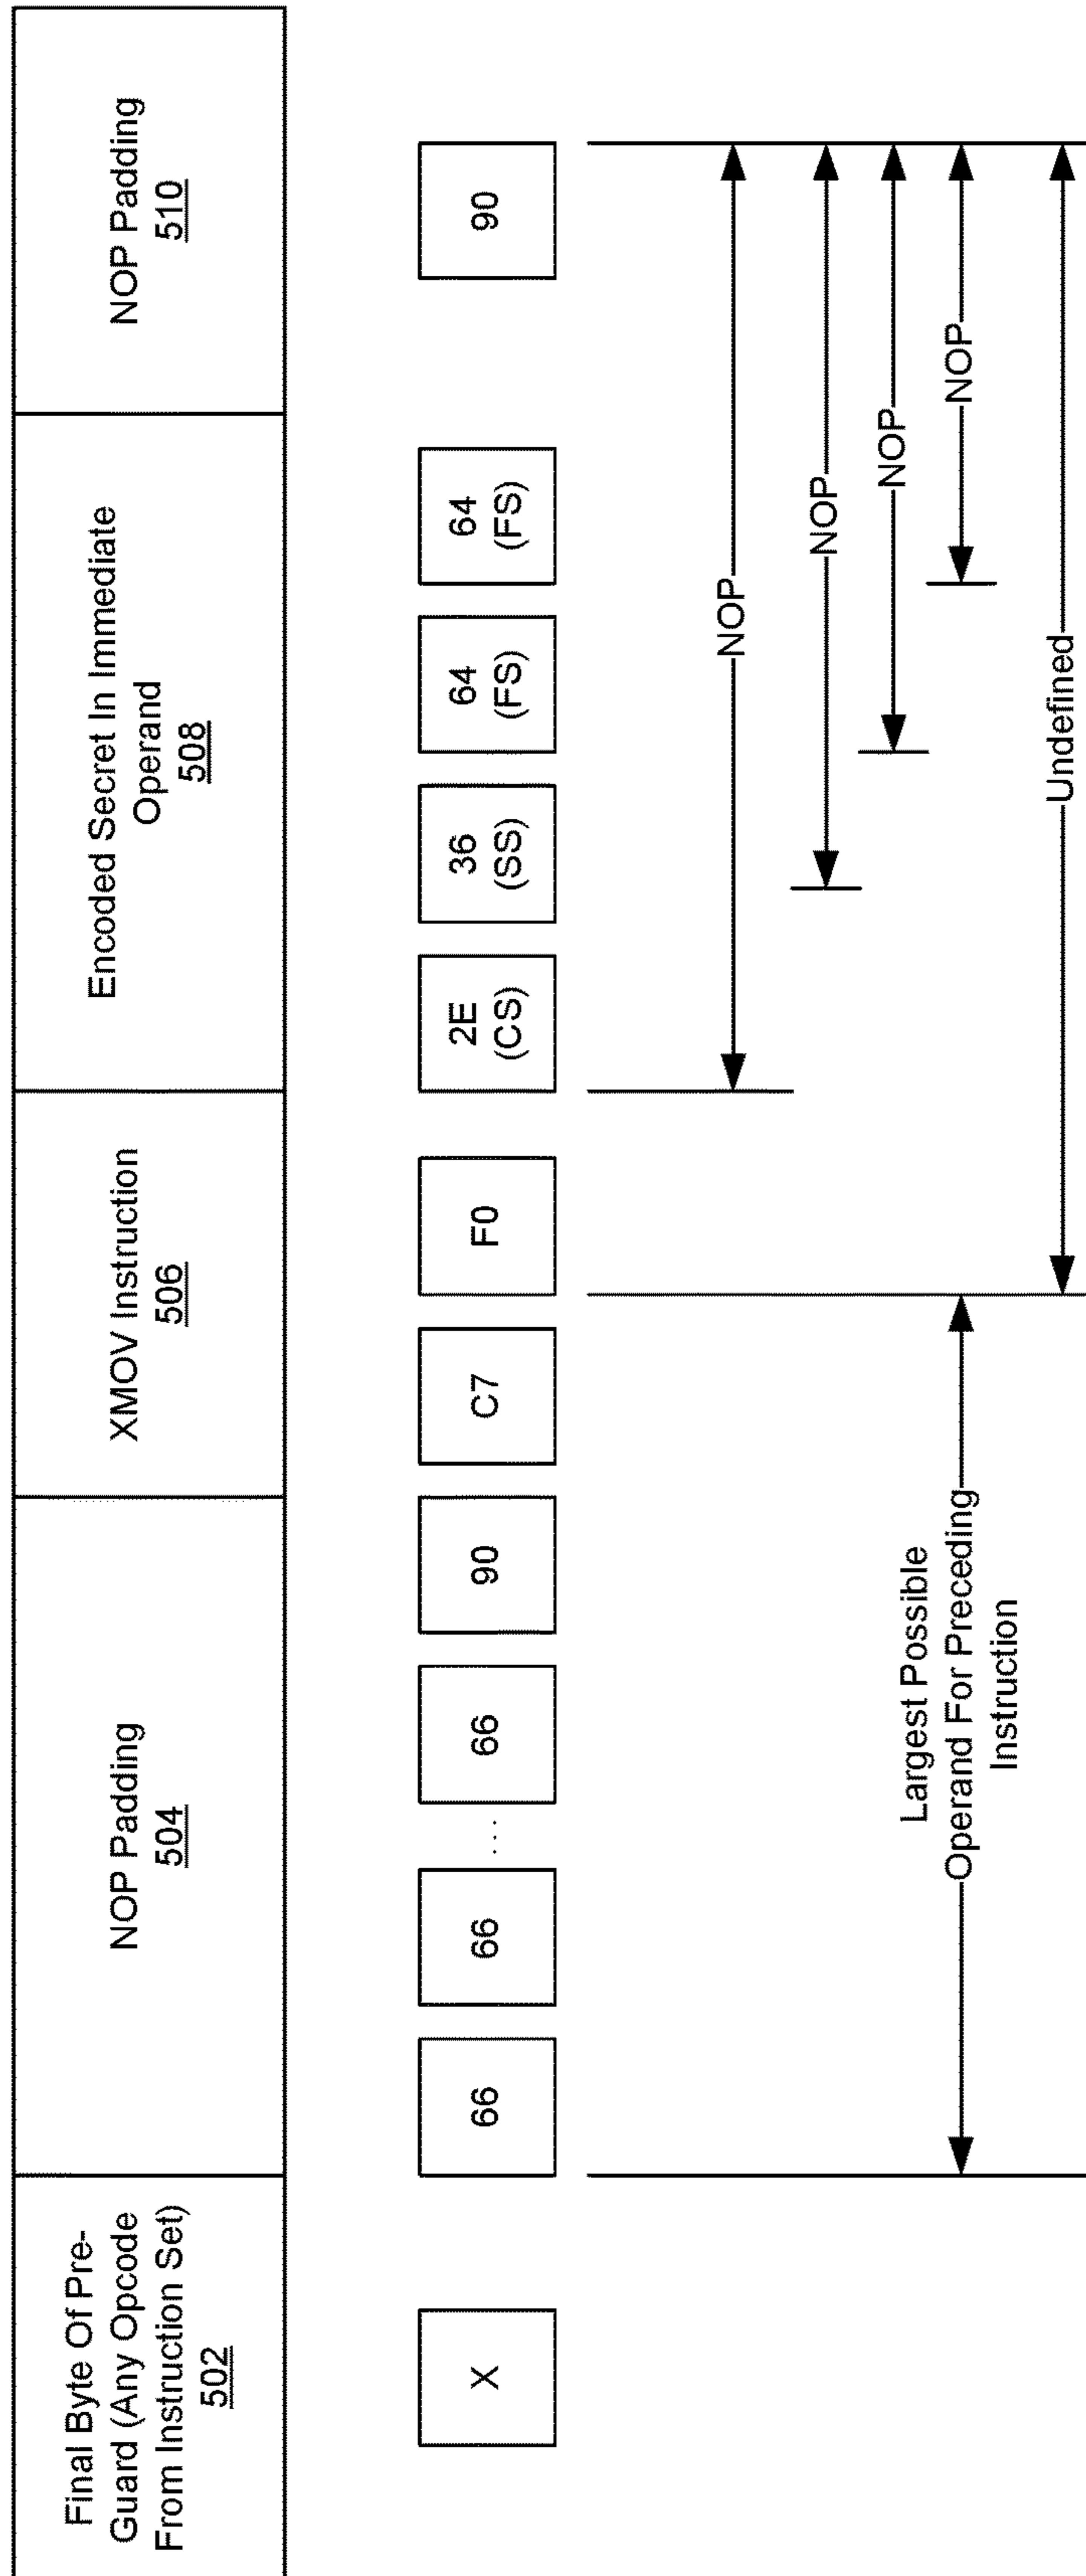 Final Byte Of Pre-
Guard (Any Opcode
From Instruction Set)
502
NOP Padding
504
XMOV Instruction
506
Encoded Secret In Immediate
Operand
508
NOP Padding
510
X
66
66
...
66
90
C7
F0
2E
(CS)
36
(SS)
64
(FS)
64
(FS)
90
NOP
NOP
NOP
NOP
Largest Possible
Operand For Preceding
Instruction
Undefined